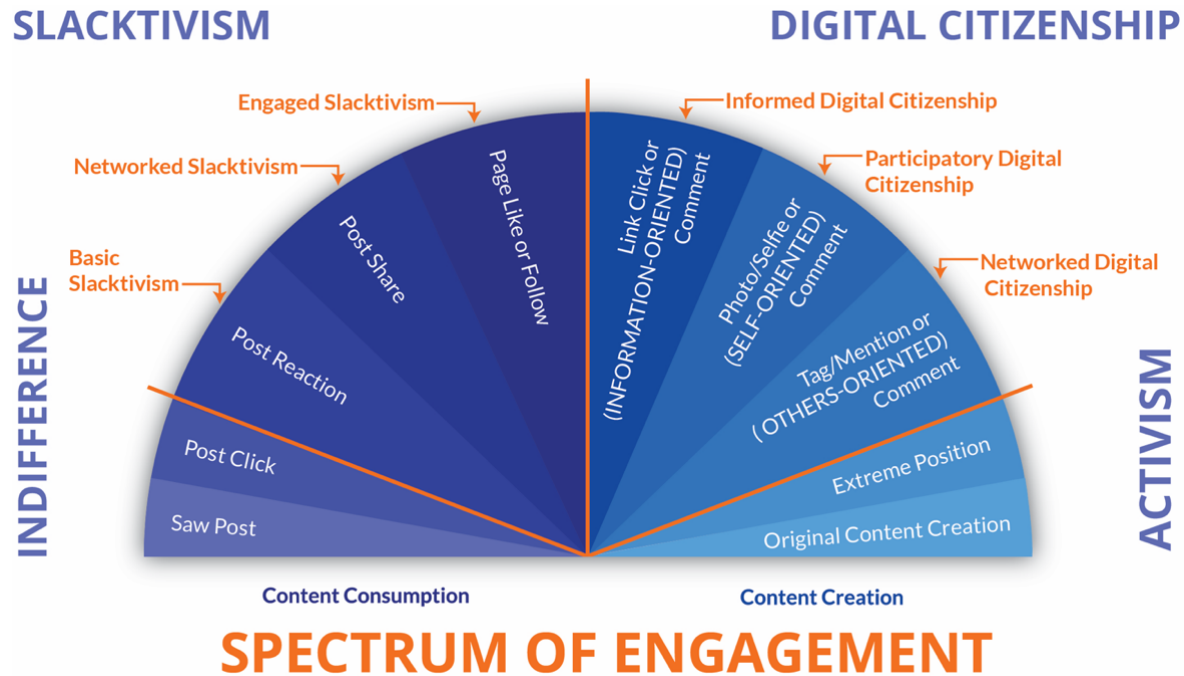 SLACKTIVISM
DIGITAL CITIZENSHIP
Engaged Slacktivism
Informed Digital Citizenship
Networked Slacktivism
Participatory Digital
Citizenship
Basic
Slacktivism
Networked Digital
Citizenship
INDIFFERENCE
ACTIVISM
Saw Post
Post Click
Post Reaction
Post Share
Page Like or Follow
Link Click or
(INFORMATION-ORIENTED)
Comment
Photo/Selfie or
(SELF-ORIENTED)
Comment
Tag/Mention or
( OTHERS-ORIENTED)
Comment
Extreme Position
Original Content Creation
Content Consumption
Content Creation
SPECTRUM OF ENGAGEMENT